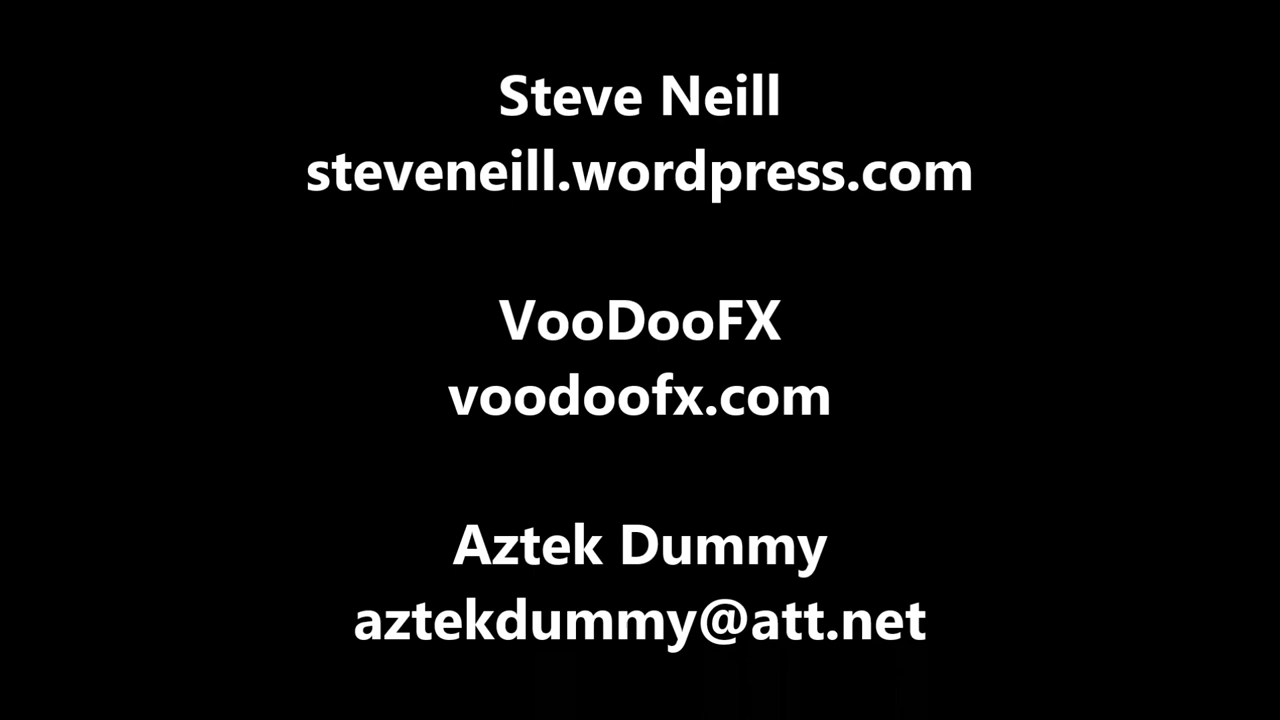 Steve Neill
steveneill.wordpress.com
VooDooFX
voodoofx.com
Aztek Dummy
aztekdummy@att.net